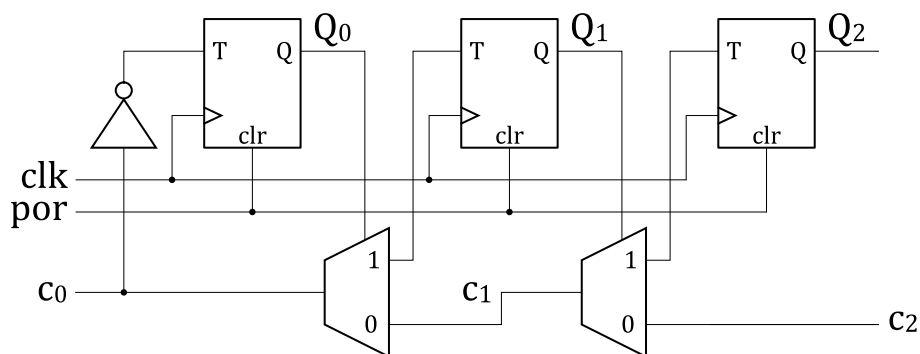 Q0 Q1 Q2
T Q T Q T Q
clr clr clr
clk
por
1 1
c0 c1
0 0 c2